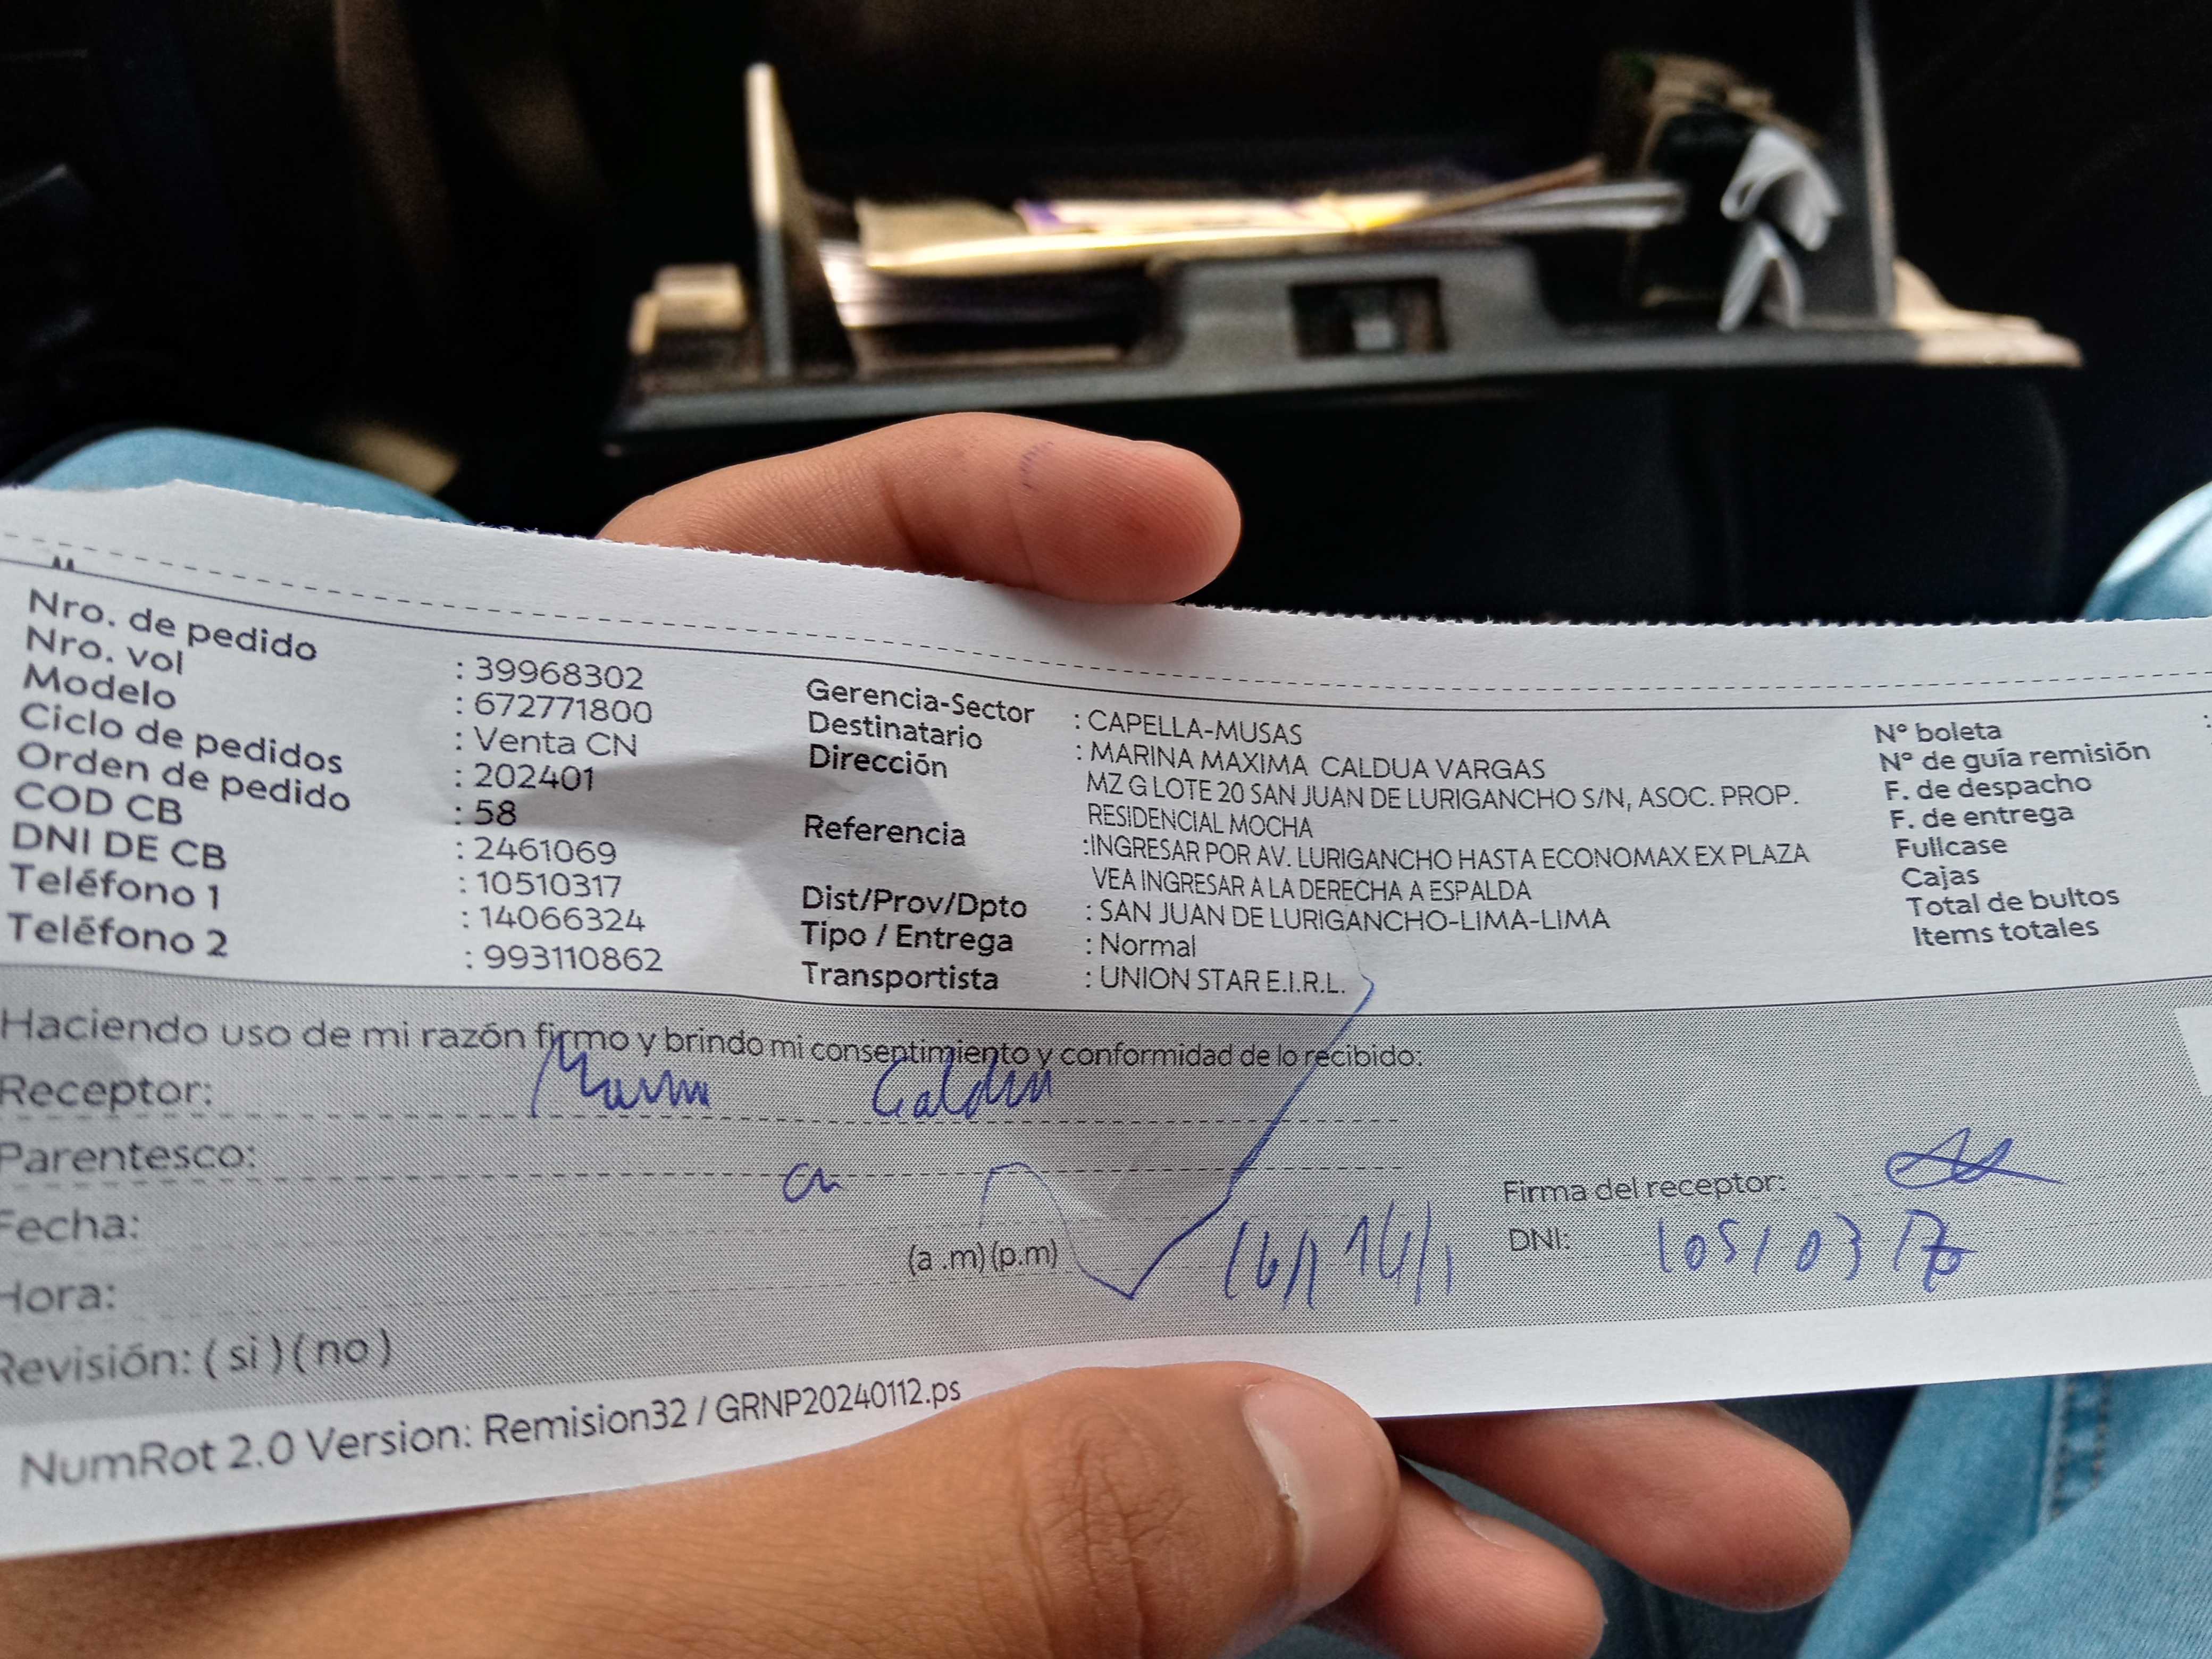 Nro. de pedido : 39968302
Nro. vol : 672771800
Modelo : Venta CN
Ciclo de pedidos : 202401
Orden de pedido : 58
COD CB : 2461069
DNI DE CB : 10510317
Teléfono 1 : 14066324
Teléfono 2 : 993110862
Gerencia-Sector : CAPELLA-MUSAS
Destinatario : MARINA MAXIMA CALDUA VARGAS
Dirección MZ G LOTE 20 SAN JUAN DE LURIGANCHO S/N, ASOC. PROP.
RESIDENCIAL MOCHA
Referencia :INGRESAR POR AV. LURIGANCHO HASTA ECONOMAX EX PLAZA
VEA INGRESAR A LA DERECHA A ESPALDA
Dist/Prov/Dpto : SAN JUAN DE LURIGANCHO-LIMA-LIMA
Tipo / Entrega : Normal
Transportista : UNION STAR E.I.R.L.
N° boleta :
N° de guía remisión
F. de despacho
F. de entrega
Fullcase
Cajas
Total de bultos
Items totales
Haciendo uso de mi razón firmo y brindo mi consentimiento y conformidad de lo recibido:
Receptor:
Parentesco:
Fecha:
Hora: (a .m) (p.m)
Revisión: ( si ) ( no )
Firma del receptor:
DNI: 10510317
NumRot 2.0 Version: Remision32 / GRNP20240112.ps